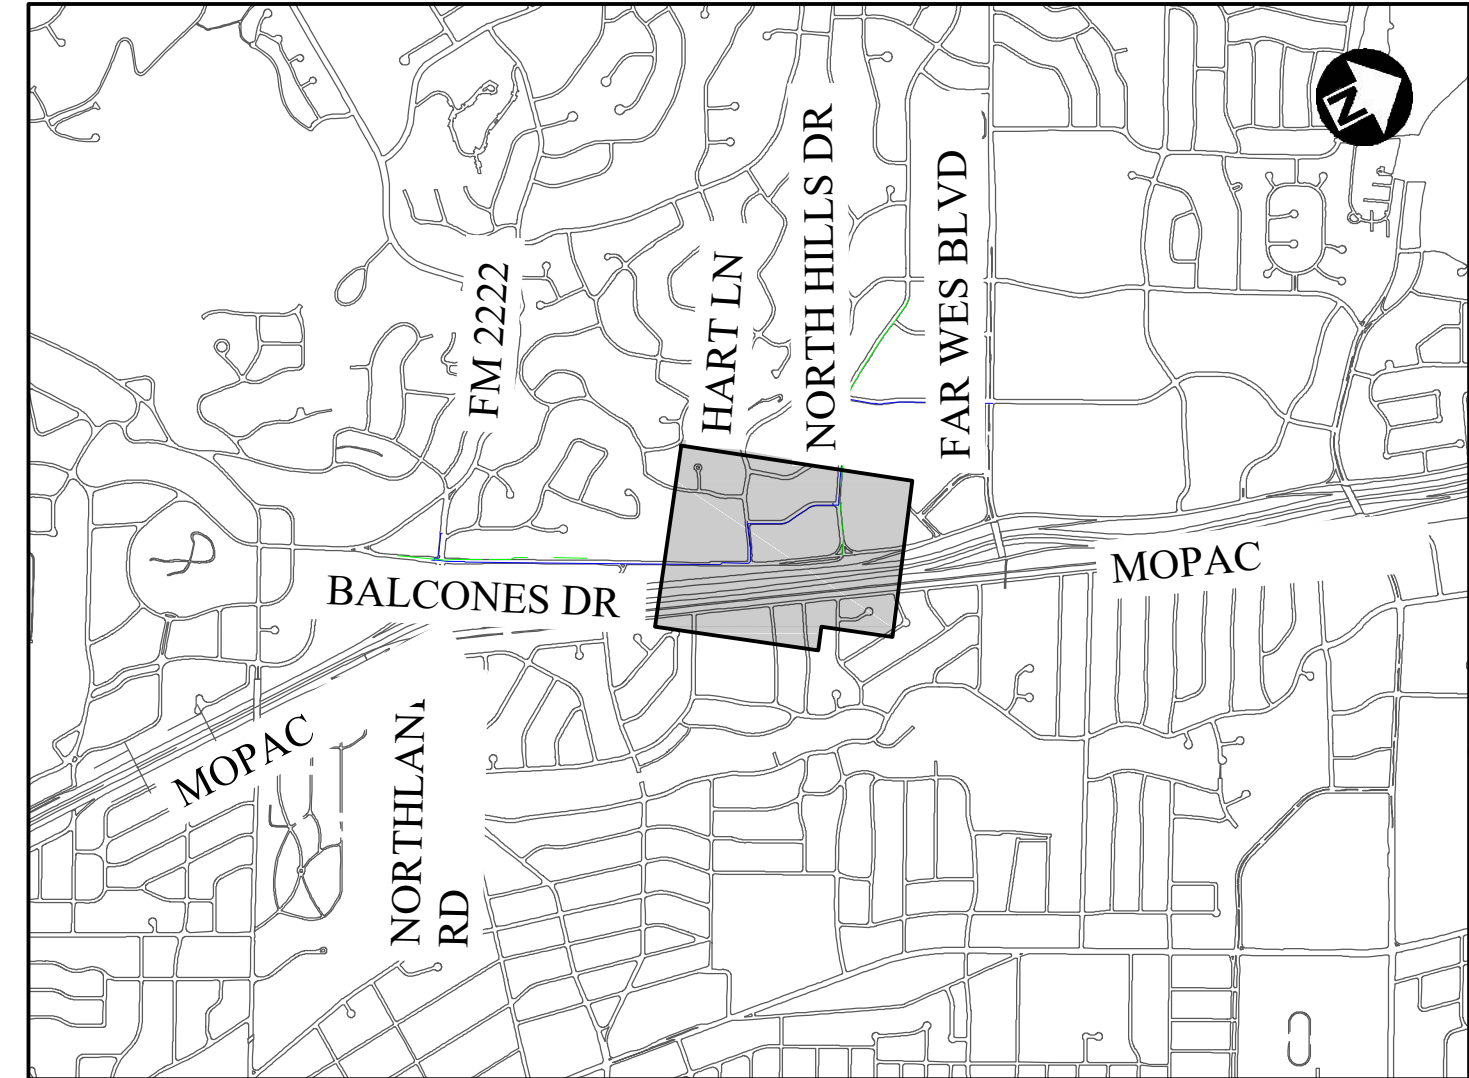 N
NORTH HILLS DR
FAR WES BLVD
HART LN
FM 2222
BALCONES DR
MOPAC
MOPAC
NORTHLAN
RD